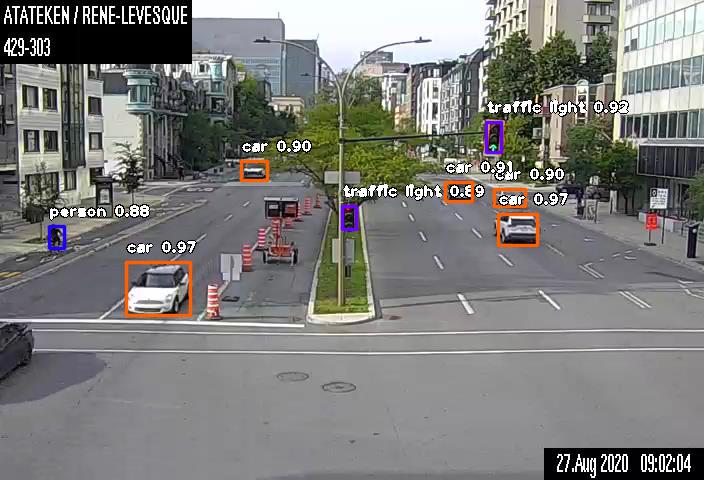 ATATEKEN / RENE-LEVESQUE
429-303
traffic light 0.92
car 0.90
car 0.91
car 0.90
traffic light 0.89
car 0.97
person 0.88
car 0.97
27.Aug 2020 09:02:04